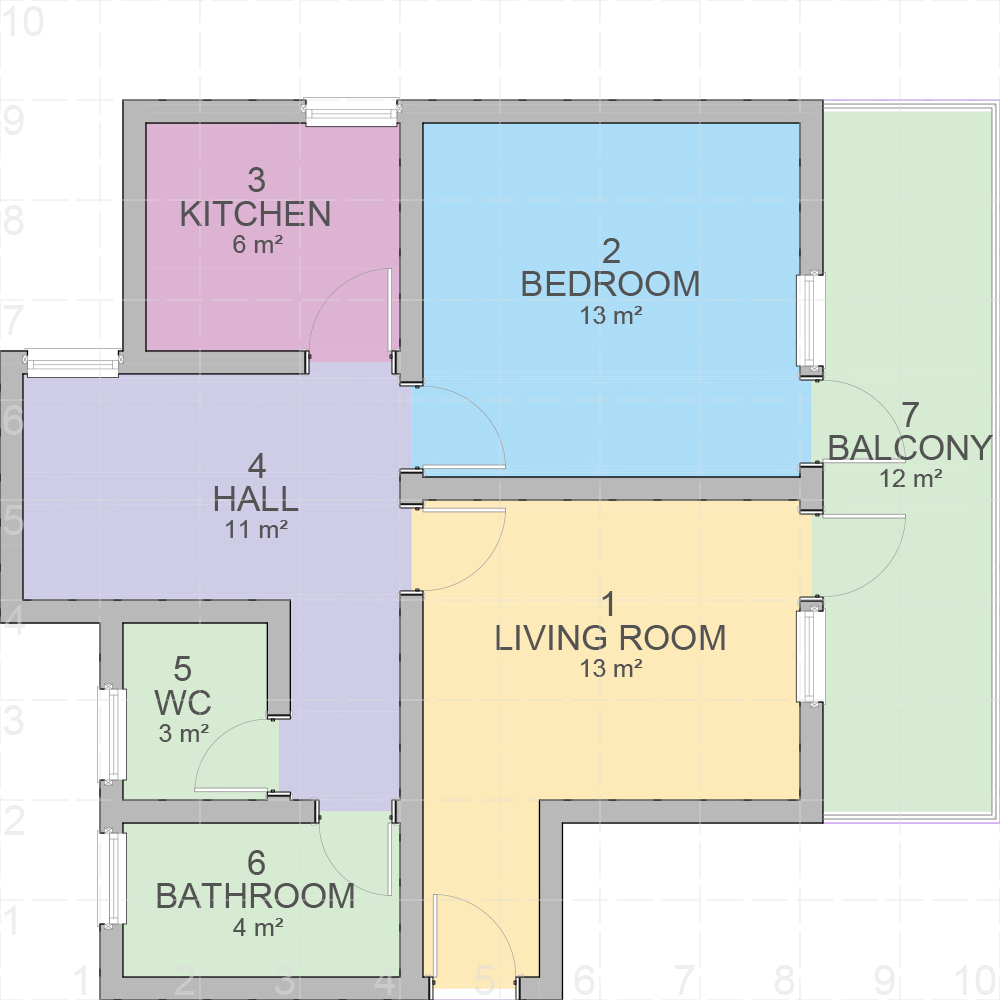 10
9
3
KITCHEN
6 m²
8
2
BEDROOM
13 m²
7
6
7
BALCONY
12 m²
4
HALL
11 m²
5
4
1
LIVING ROOM
13 m²
5
WC
3 m²
3
2
6
BATHROOM
4 m²
1
1 2 3 4 5 6 7 8 9 10